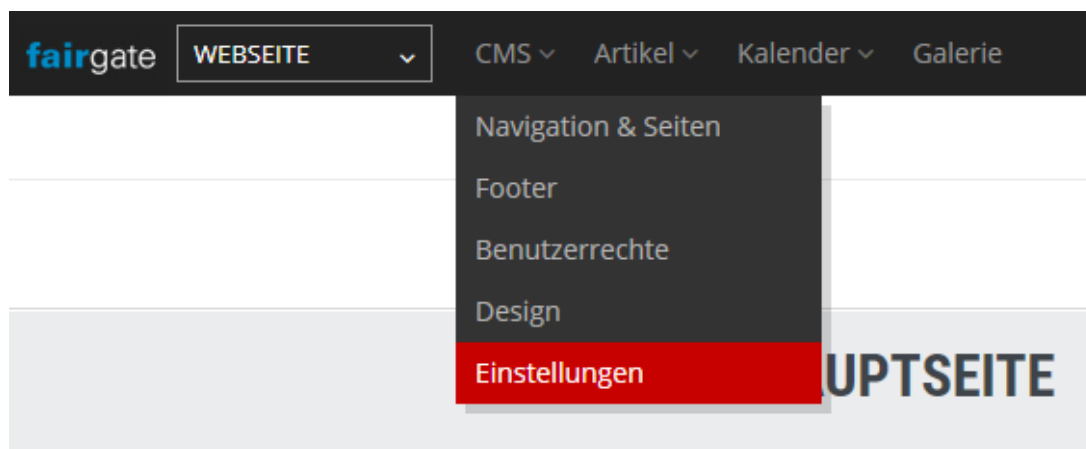 fairgate WEBSEITE CMS Artikel Kalender Galerie
Navigation & Seiten
Footer
Benutzerrechte
Design
Einstellungen
UPTSEITE